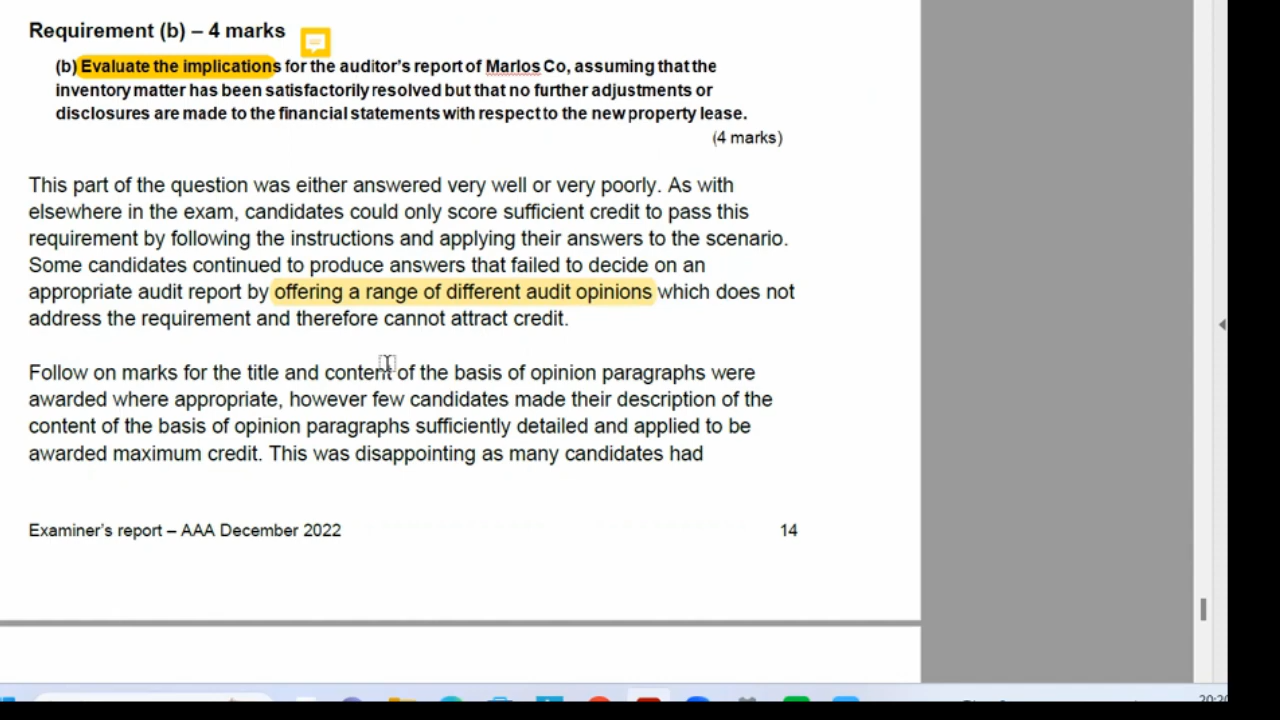 Requirement (b) – 4 marks
(b) Evaluate the implications for the auditor's report of Marlos Co, assuming that the
inventory matter has been satisfactorily resolved but that no further adjustments or
disclosures are made to the financial statements with respect to the new property lease.
(4 marks)
This part of the question was either answered very well or very poorly. As with
elsewhere in the exam, candidates could only score sufficient credit to pass this
requirement by following the instructions and applying their answers to the scenario.
Some candidates continued to produce answers that failed to decide on an
appropriate audit report by offering a range of different audit opinions which does not
address the requirement and therefore cannot attract credit.
Follow on marks for the title and content of the basis of opinion paragraphs were
awarded where appropriate, however few candidates made their description of the
content of the basis of opinion paragraphs sufficiently detailed and applied to be
awarded maximum credit. This was disappointing as many candidates had
Examiner's report – AAA December 2022
14